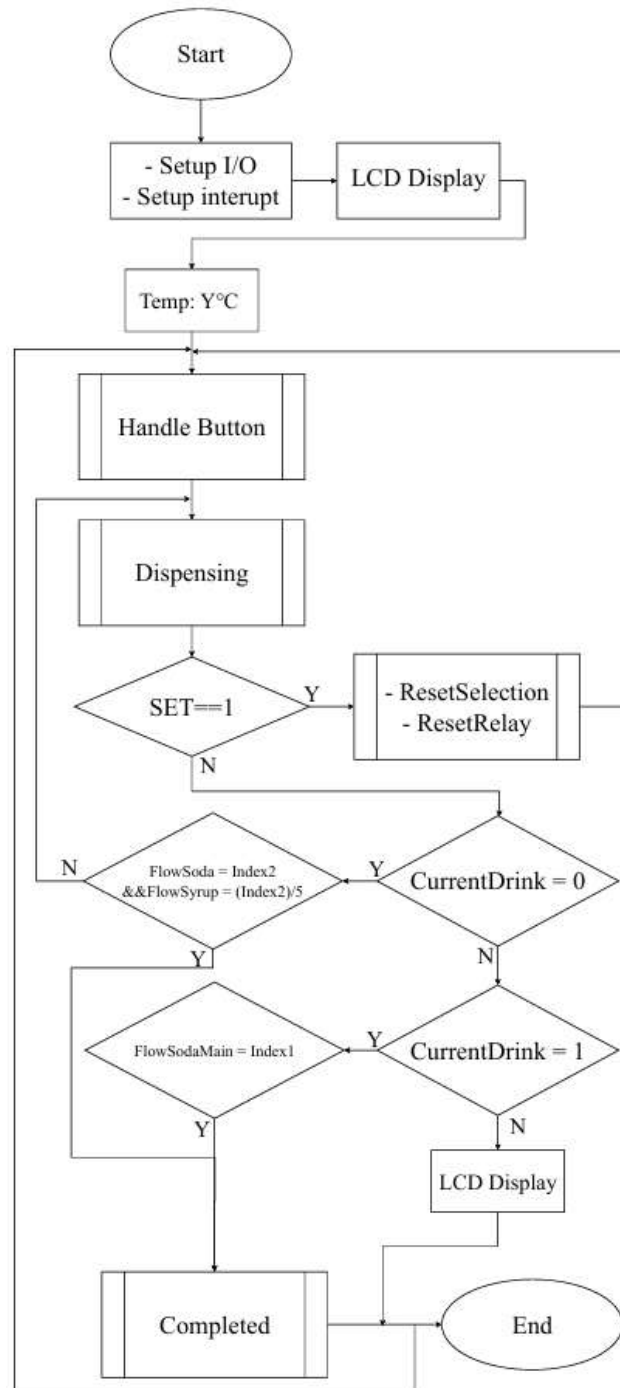 Start
- Setup I/O
- Setup interupt
LCD Display
Temp: Y°C
Handle Button
Dispensing
SET==1
Y
- ResetSelection
- ResetRelay
N
N
FlowSoda = Index2
&&FlowSyrup = (Index2)/5
Y
CurrentDrink = 0
Y
N
FlowSodaMain = Index1
Y
CurrentDrink = 1
Y
N
LCD Display
Completed
End